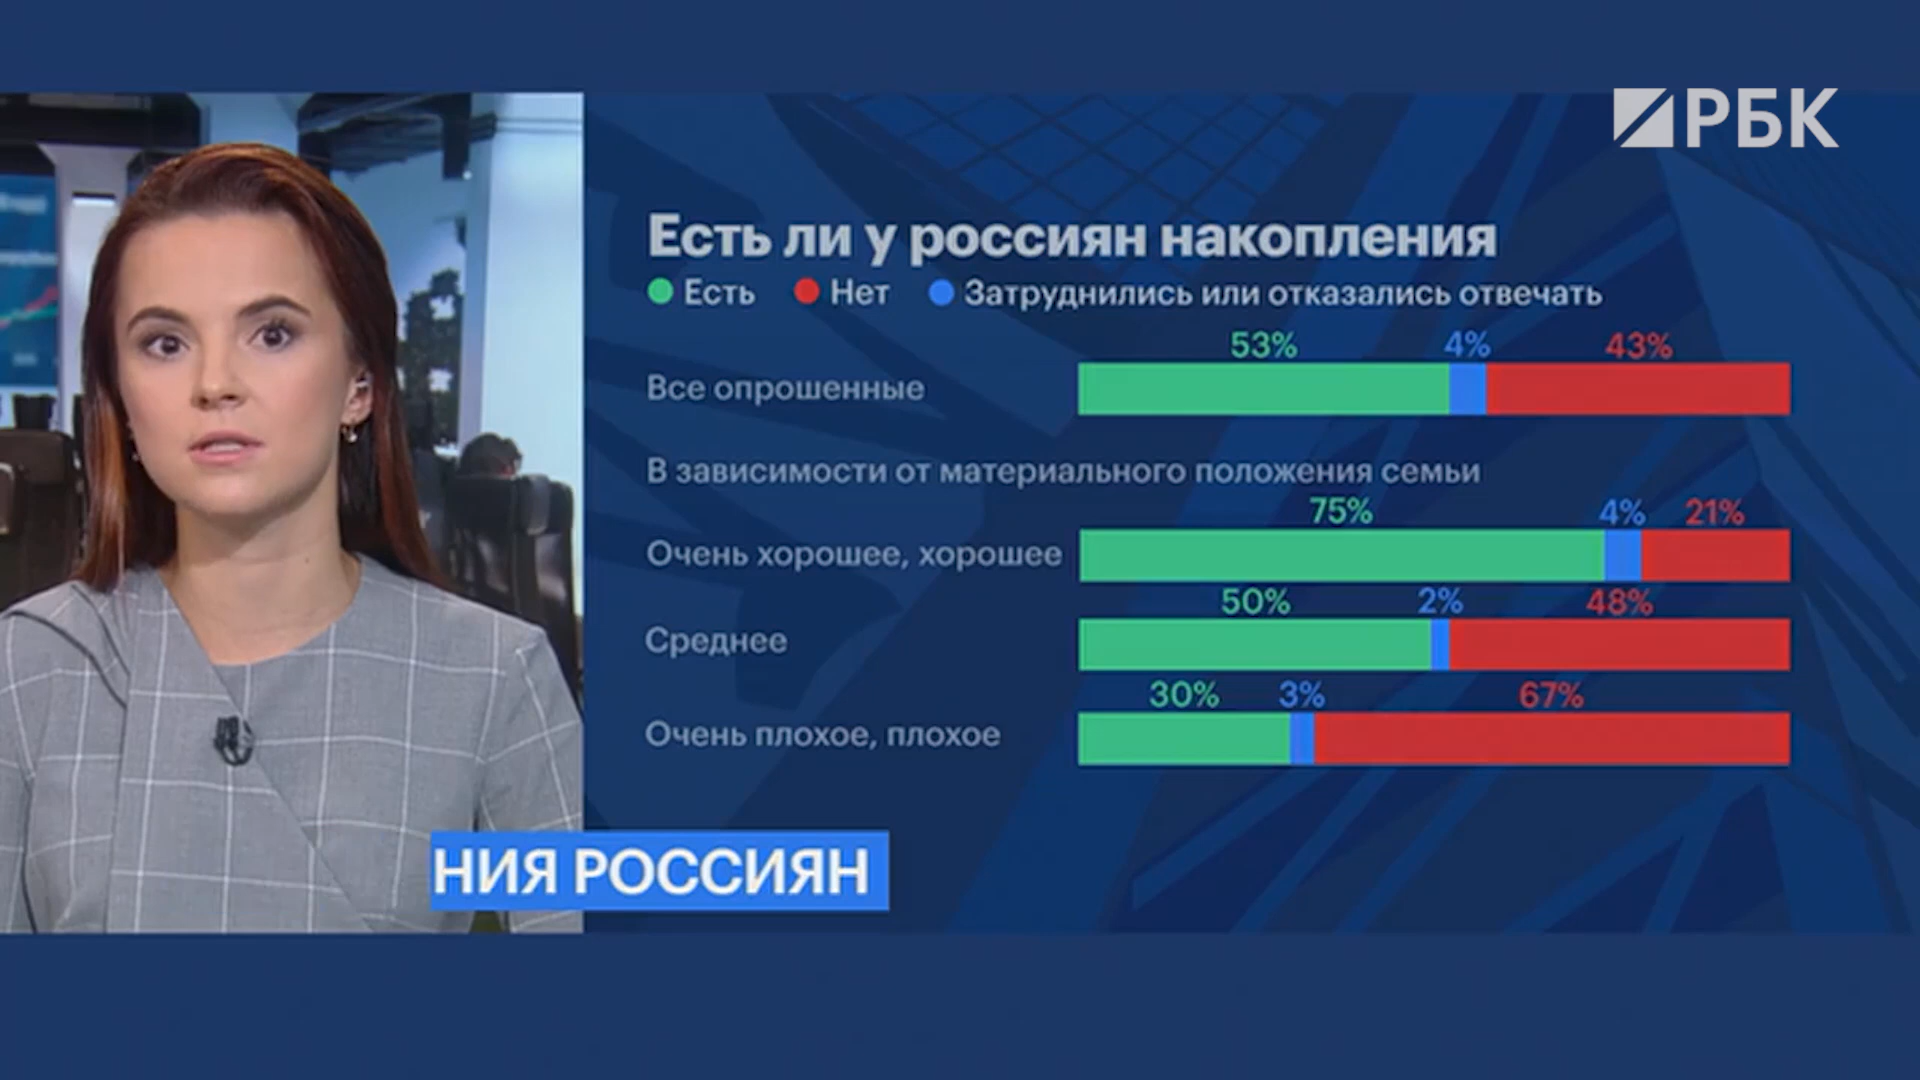 РБК
Есть ли у россиян накопления
Есть Нет Затруднились или отказались отвечать
53% 4% 43%
Все опрошенные
В зависимости от материального положения семьи
75% 4% 21%
Очень хорошее, хорошее
50% 2% 48%
Среднее
30% 3% 67%
Очень плохое, плохое
НИЯ РОССИЯН